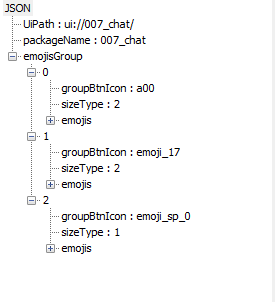 JSON
UiPath : ui://007_chat/
packageName : 007_chat
emojisGroup
0
groupBtnIcon : a00
sizeType : 2
emojis
1
groupBtnIcon : emoji_17
sizeType : 2
emojis
2
groupBtnIcon : emoji_sp_0
sizeType : 1
emojis